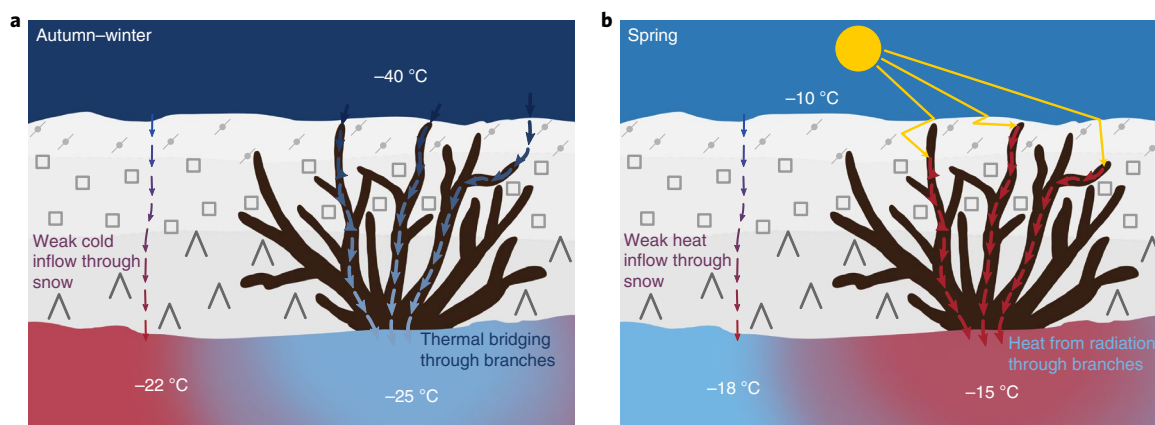 a
Autumn–winter
–40 °C
Weak cold
inflow through
snow
Thermal bridging
through branches
–22 °C
–25 °C
b
Spring
–10 °C
Weak heat
inflow through
snow
Heat from radiation
through branches
–18 °C
–15 °C